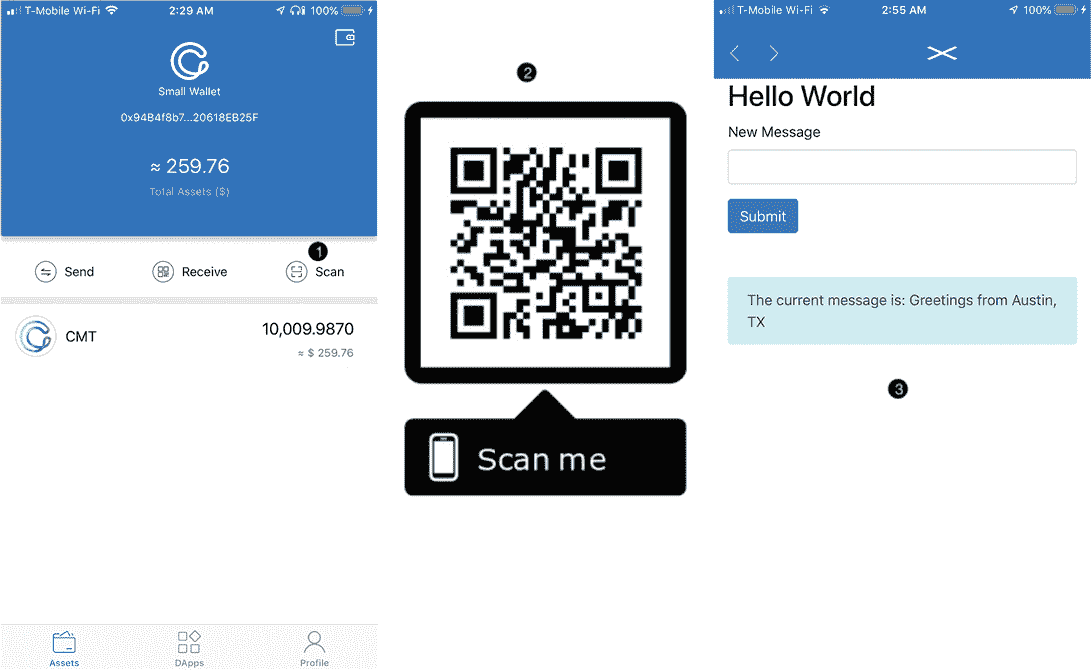 T-Mobile Wi-Fi 2:29 AM 100%
Small Wallet
0x94B4f8b7...20618EB25F
≈ 259.76
Total Assets ($)
1
Send Receive Scan
CMT 10,009.9870
≈ $ 259.76
Assets DApps Profile
2
Scan me
T-Mobile Wi-Fi 2:55 AM 100%
Hello World
New Message
Submit
The current message is: Greetings from Austin,
TX
3